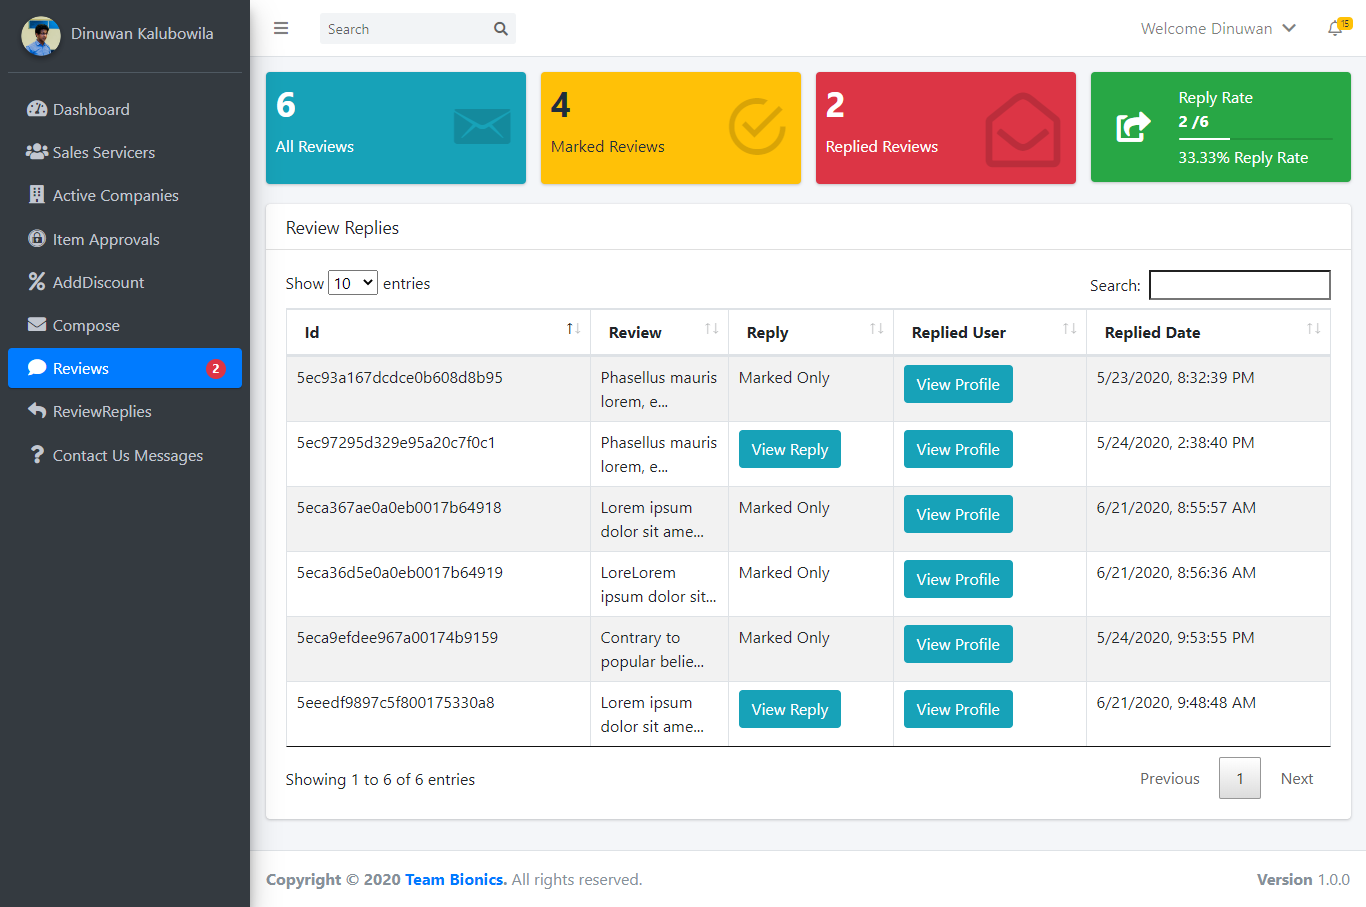 Dinuwan Kalubowila
Dashboard
Sales Servicers
Active Companies
Item Approvals
AddDiscount
Compose
Reviews 2
ReviewReplies
Contact Us Messages
Search
Welcome Dinuwan
15
6
All Reviews
4
Marked Reviews
2
Replied Reviews
Reply Rate
2 /6
33.33% Reply Rate
Review Replies
Show 10 entries
Search:
Id Review Reply Replied User Replied Date
5ec93a167dcdce0b608d8b95 Phasellus mauris Marked Only View Profile 5/23/2020, 8:32:39 PM
lorem, e...
5ec97295d329e95a20c7f0c1 Phasellus mauris View Reply View Profile 5/24/2020, 2:38:40 PM
lorem, e...
5eca367ae0a0eb0017b64918 Lorem ipsum Marked Only View Profile 6/21/2020, 8:55:57 AM
dolor sit ame...
5eca36d5e0a0eb0017b64919 LoreLorem Marked Only View Profile 6/21/2020, 8:56:36 AM
ipsum dolor sit...
5eca9efdee967a00174b9159 Contrary to Marked Only View Profile 5/24/2020, 9:53:55 PM
popular belie...
5eeedf9897c5f800175330a8 Lorem ipsum View Reply View Profile 6/21/2020, 9:48:48 AM
dolor sit ame...
Showing 1 to 6 of 6 entries
Previous 1 Next
Copyright © 2020 Team Bionics. All rights reserved.
Version 1.0.0